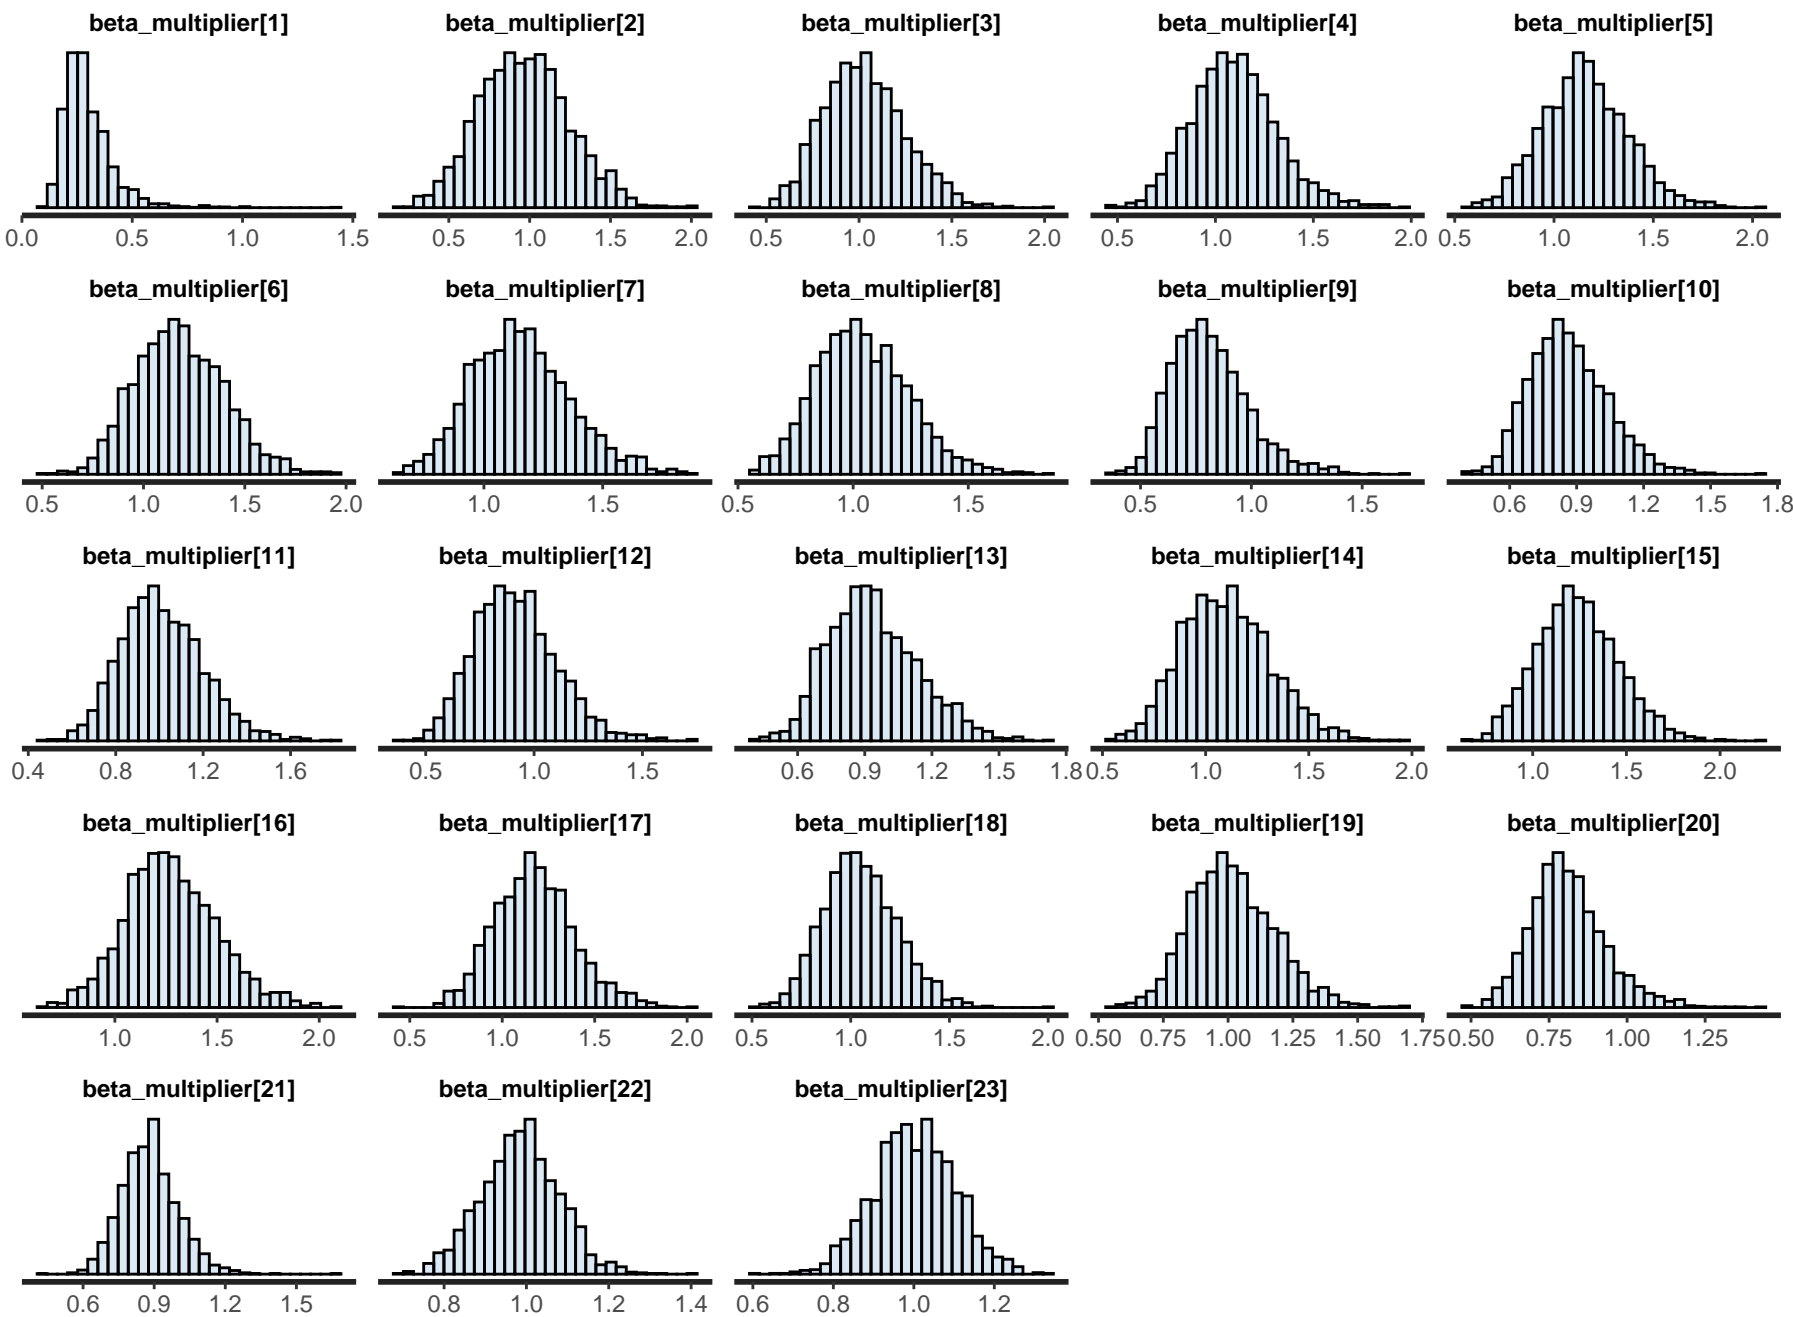 beta_multiplier[1] beta_multiplier[2] beta_multiplier[3] beta_multiplier[4] beta_multiplier[5]
0.0 0.5 1.0 1.5 0.5 1.0 1.5 2.0 0.5 1.0 1.5 2.0 0.5 1.0 1.5 2.0 0.5 1.0 1.5 2.0
beta_multiplier[6] beta_multiplier[7] beta_multiplier[8] beta_multiplier[9] beta_multiplier[10]
0.5 1.0 1.5 2.0 1.0 1.5 0.5 1.0 1.5 0.5 1.0 1.5 0.6 0.9 1.2 1.5 1.8
beta_multiplier[11] beta_multiplier[12] beta_multiplier[13] beta_multiplier[14] beta_multiplier[15]
0.4 0.8 1.2 1.6 0.5 1.0 1.5 0.6 0.9 1.2 1.5 1.8 0.5 1.0 1.5 2.0 1.0 1.5 2.0
beta_multiplier[16] beta_multiplier[17] beta_multiplier[18] beta_multiplier[19] beta_multiplier[20]
1.0 1.5 2.0 0.5 1.0 1.5 2.0 0.5 1.0 1.5 2.0 0.50 0.75 1.00 1.25 1.50 1.75 0.50 0.75 1.00 1.25
beta_multiplier[21] beta_multiplier[22] beta_multiplier[23]
0.6 0.9 1.2 1.5 0.8 1.0 1.2 1.4 0.6 0.8 1.0 1.2